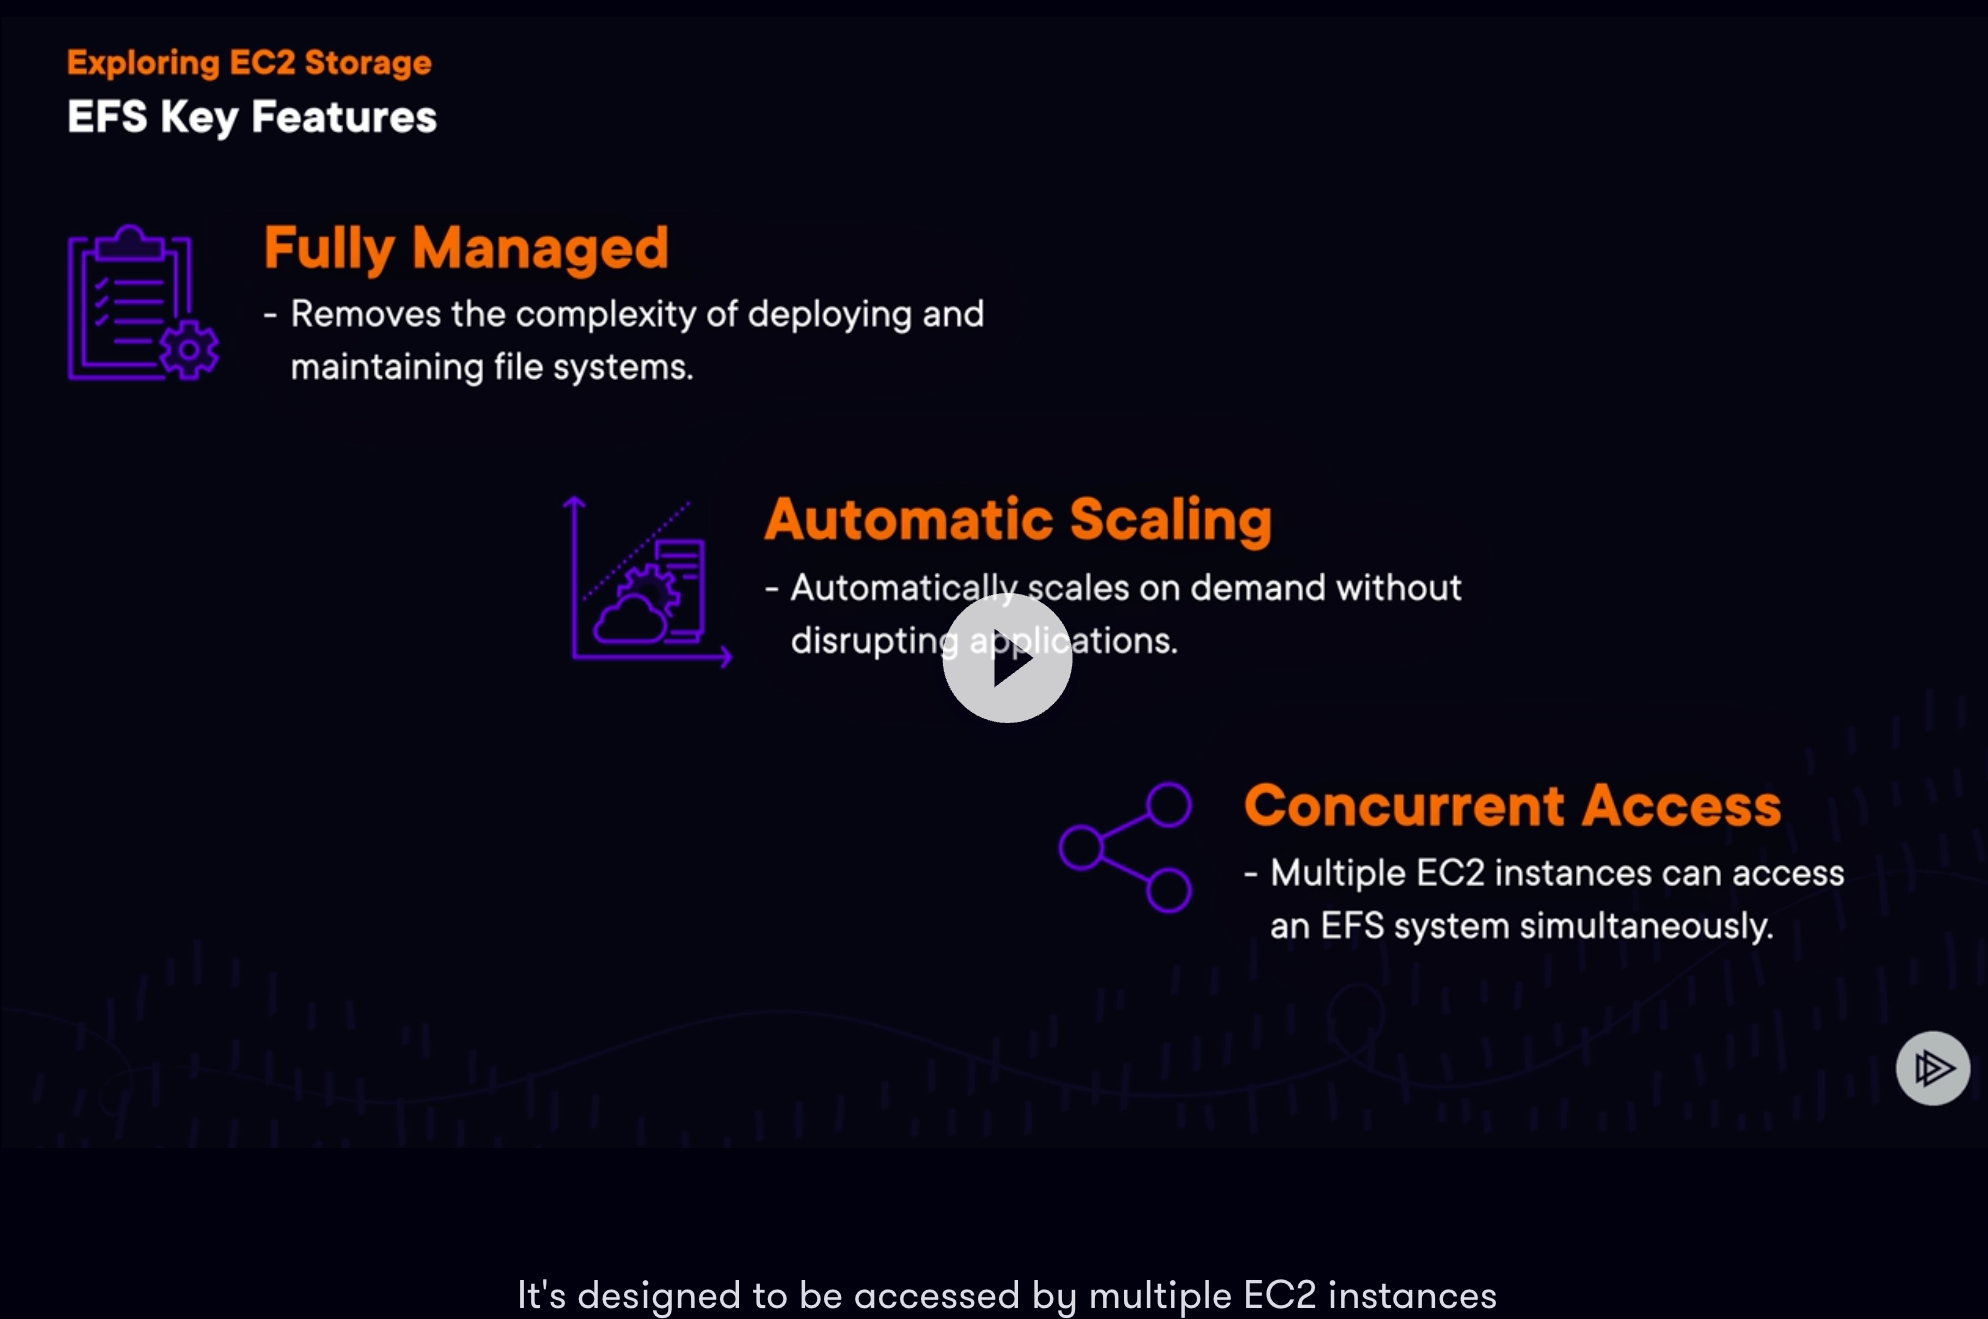 Exploring EC2 Storage
EFS Key Features
Fully Managed
- Removes the complexity of deploying and
maintaining file systems.
Automatic Scaling
- Automatically scales on demand without
disrupting applications.
Concurrent Access
- Multiple EC2 instances can access
an EFS system simultaneously.
It's designed to be accessed by multiple EC2 instances